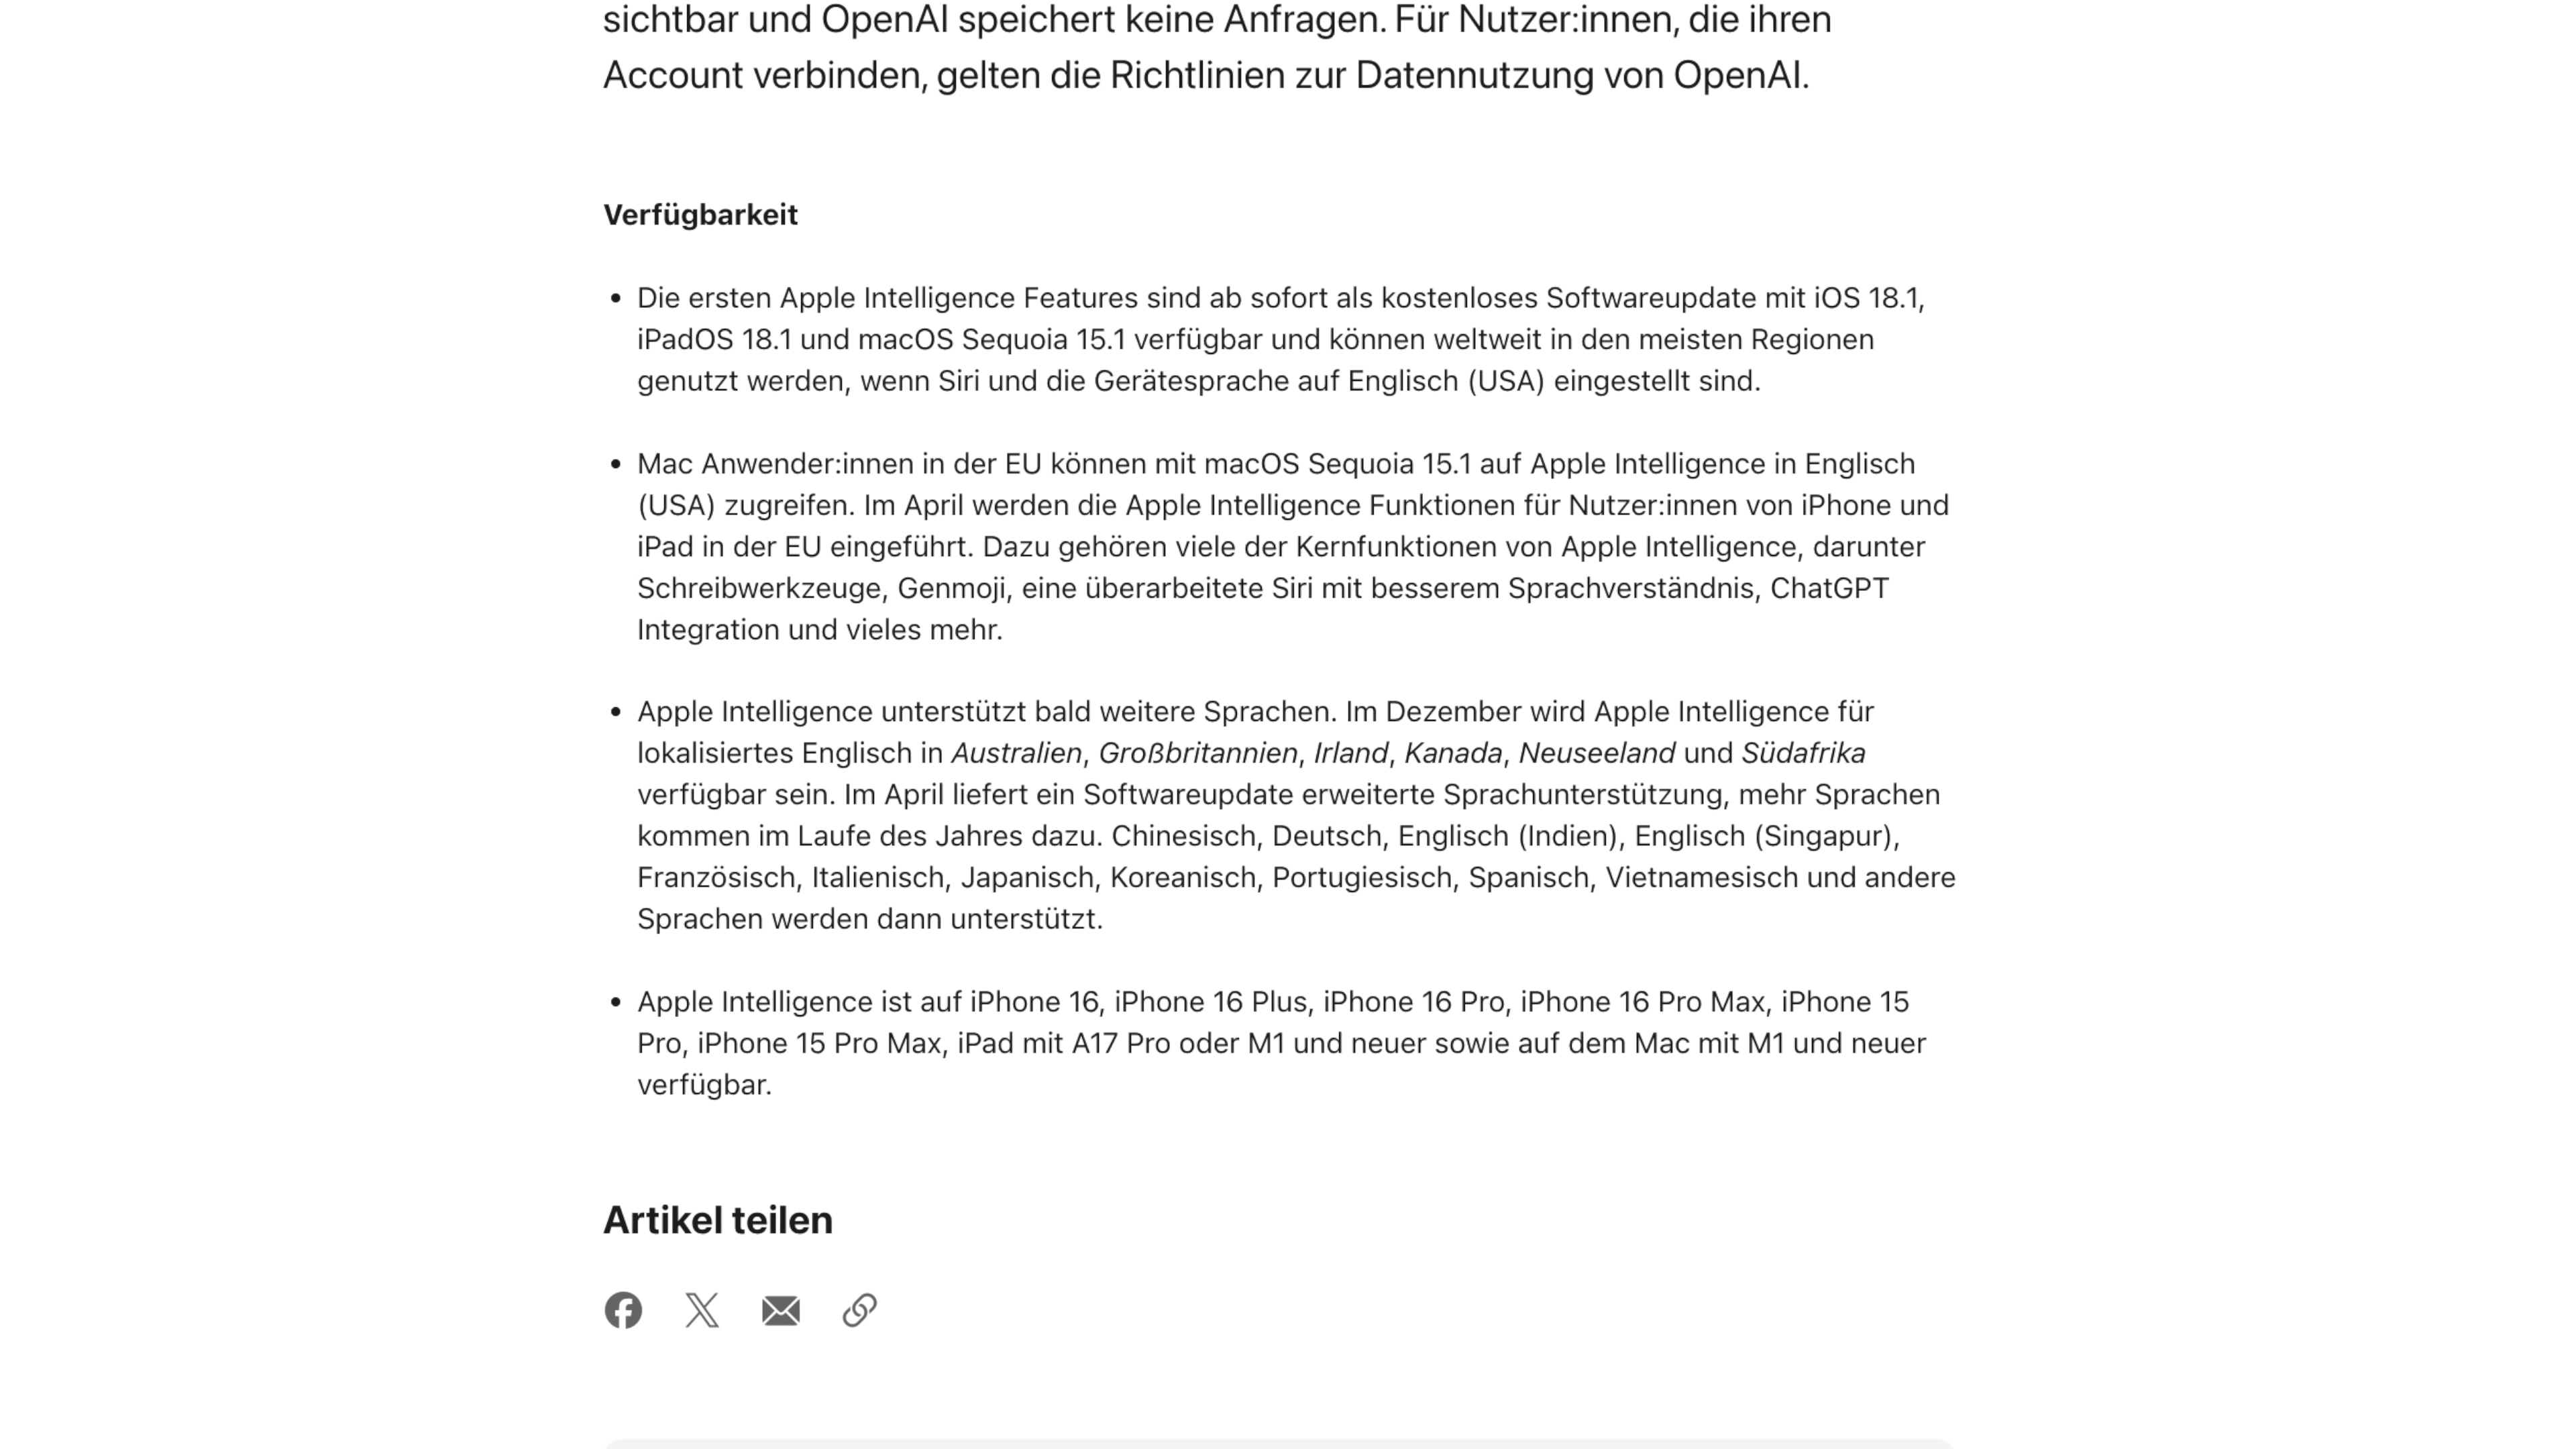 sichtbar und OpenAI speichert keine Anfragen. Für Nutzer:innen, die ihren
Account verbinden, gelten die Richtlinien zur Datennutzung von OpenAI.
Verfügbarkeit
• Die ersten Apple Intelligence Features sind ab sofort als kostenloses Softwareupdate mit iOS 18.1,
iPadOS 18.1 und macOS Sequoia 15.1 verfügbar und können weltweit in den meisten Regionen
genutzt werden, wenn Siri und die Gerätesprache auf Englisch (USA) eingestellt sind.
• Mac Anwender:innen in der EU können mit macOS Sequoia 15.1 auf Apple Intelligence in Englisch
(USA) zugreifen. Im April werden die Apple Intelligence Funktionen für Nutzer:innen von iPhone und
iPad in der EU eingeführt. Dazu gehören viele der Kernfunktionen von Apple Intelligence, darunter
Schreibwerkzeuge, Genmoji, eine überarbeitete Siri mit besserem Sprachverständnis, ChatGPT
Integration und vieles mehr.
• Apple Intelligence unterstützt bald weitere Sprachen. Im Dezember wird Apple Intelligence für
lokalisiertes Englisch in Australien, Großbritannien, Irland, Kanada, Neuseeland und Südafrika
verfügbar sein. Im April liefert ein Softwareupdate erweiterte Sprachunterstützung, mehr Sprachen
kommen im Laufe des Jahres dazu. Chinesisch, Deutsch, Englisch (Indien), Englisch (Singapur),
Französisch, Italienisch, Japanisch, Koreanisch, Portugiesisch, Spanisch, Vietnamesisch und andere
Sprachen werden dann unterstützt.
• Apple Intelligence ist auf iPhone 16, iPhone 16 Plus, iPhone 16 Pro, iPhone 16 Pro Max, iPhone 15
Pro, iPhone 15 Pro Max, iPad mit A17 Pro oder M1 und neuer sowie auf dem Mac mit M1 und neuer
verfügbar.
Artikel teilen